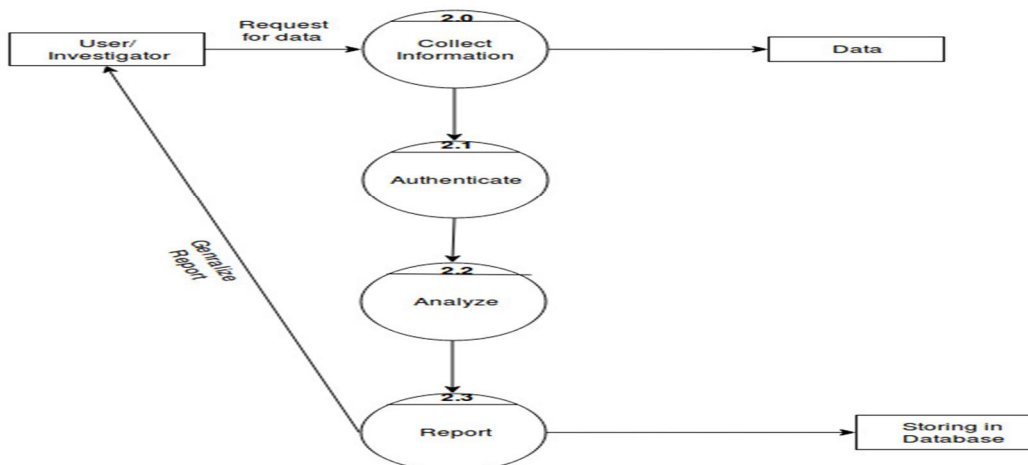 User/
Investigator
Request
for data
2.0
Collect
Information
Data
2.1
Authenticate
2.2
Analyze
Genralize
Report
2.3
Report
Storing in
Database